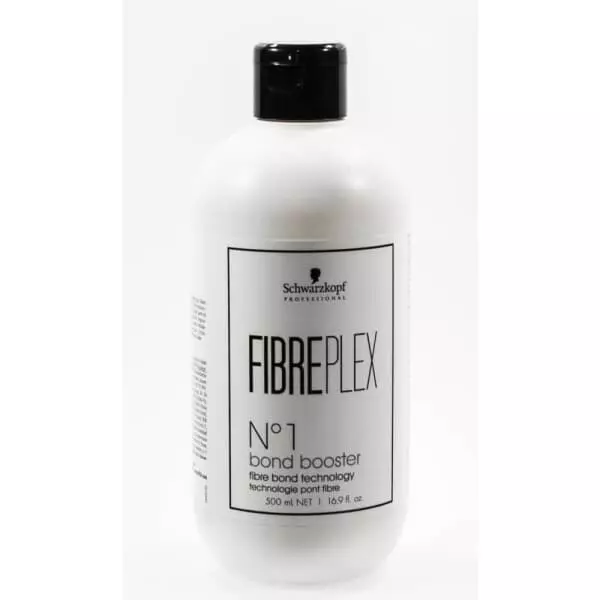 Schwarzkopf
PROFESSIONAL
FIBREPLEX
N°1
bond booster
fibre bond technology
technologie pont fibre
500 ml NET | 16.9 fl. oz.